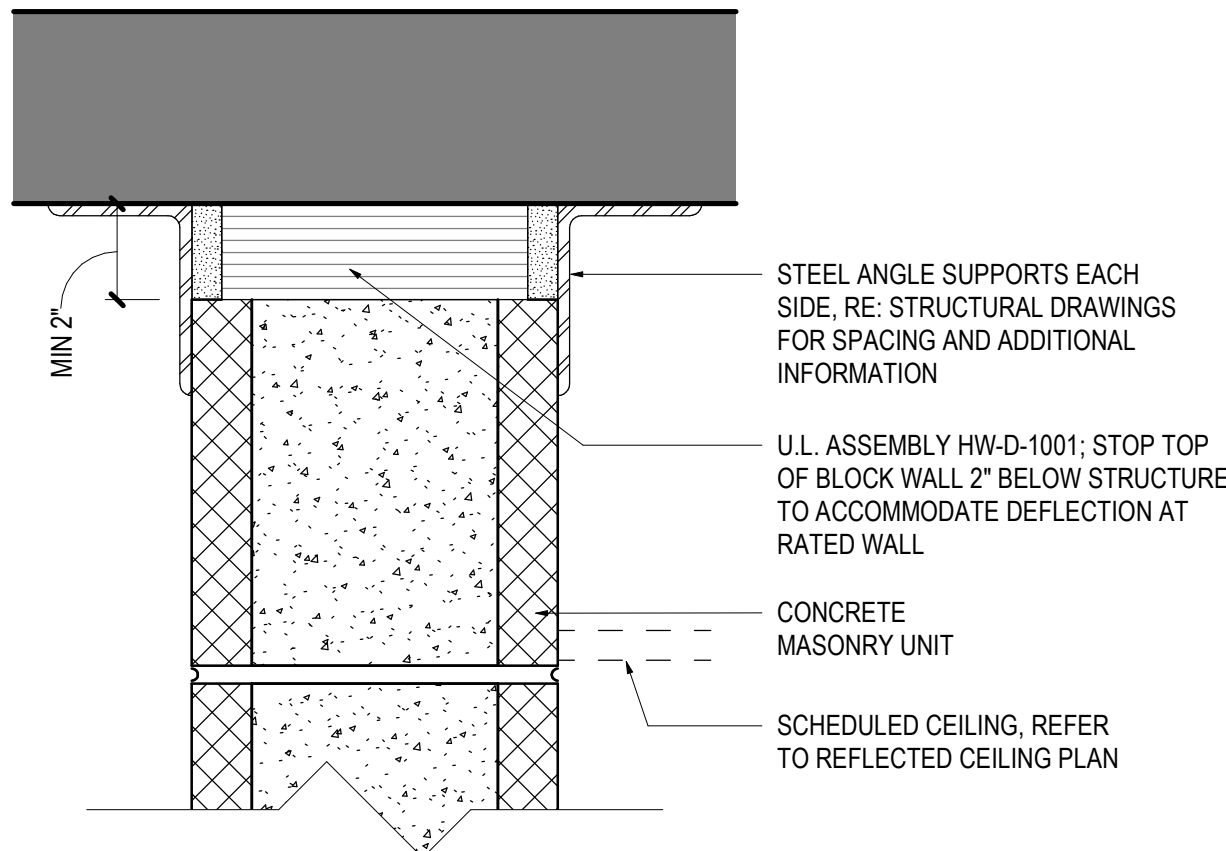 MIN 2"
STEEL ANGLE SUPPORTS EACH
SIDE, RE: STRUCTURAL DRAWINGS
FOR SPACING AND ADDITIONAL
INFORMATION
U.L. ASSEMBLY HW-D-1001; STOP TOP
OF BLOCK WALL 2" BELOW STRUCTURE
TO ACCOMMODATE DEFLECTION AT
RATED WALL
CONCRETE
MASONRY UNIT
SCHEDULED CEILING, REFER
TO REFLECTED CEILING PLAN